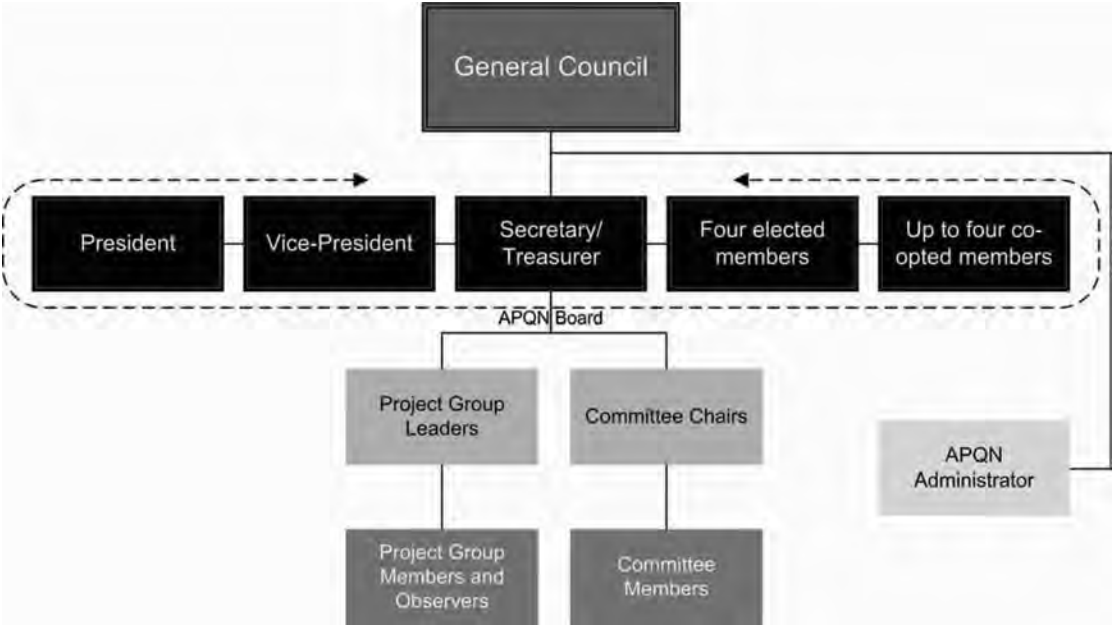 General Council
President
Vice-President
Secretary/
Treasurer
Four elected
members
Up to four co-
opted members
APQN Board
Project Group
Leaders
Committee Chairs
APQN
Administrator
Project Group
Members and
Observers
Committee
Members